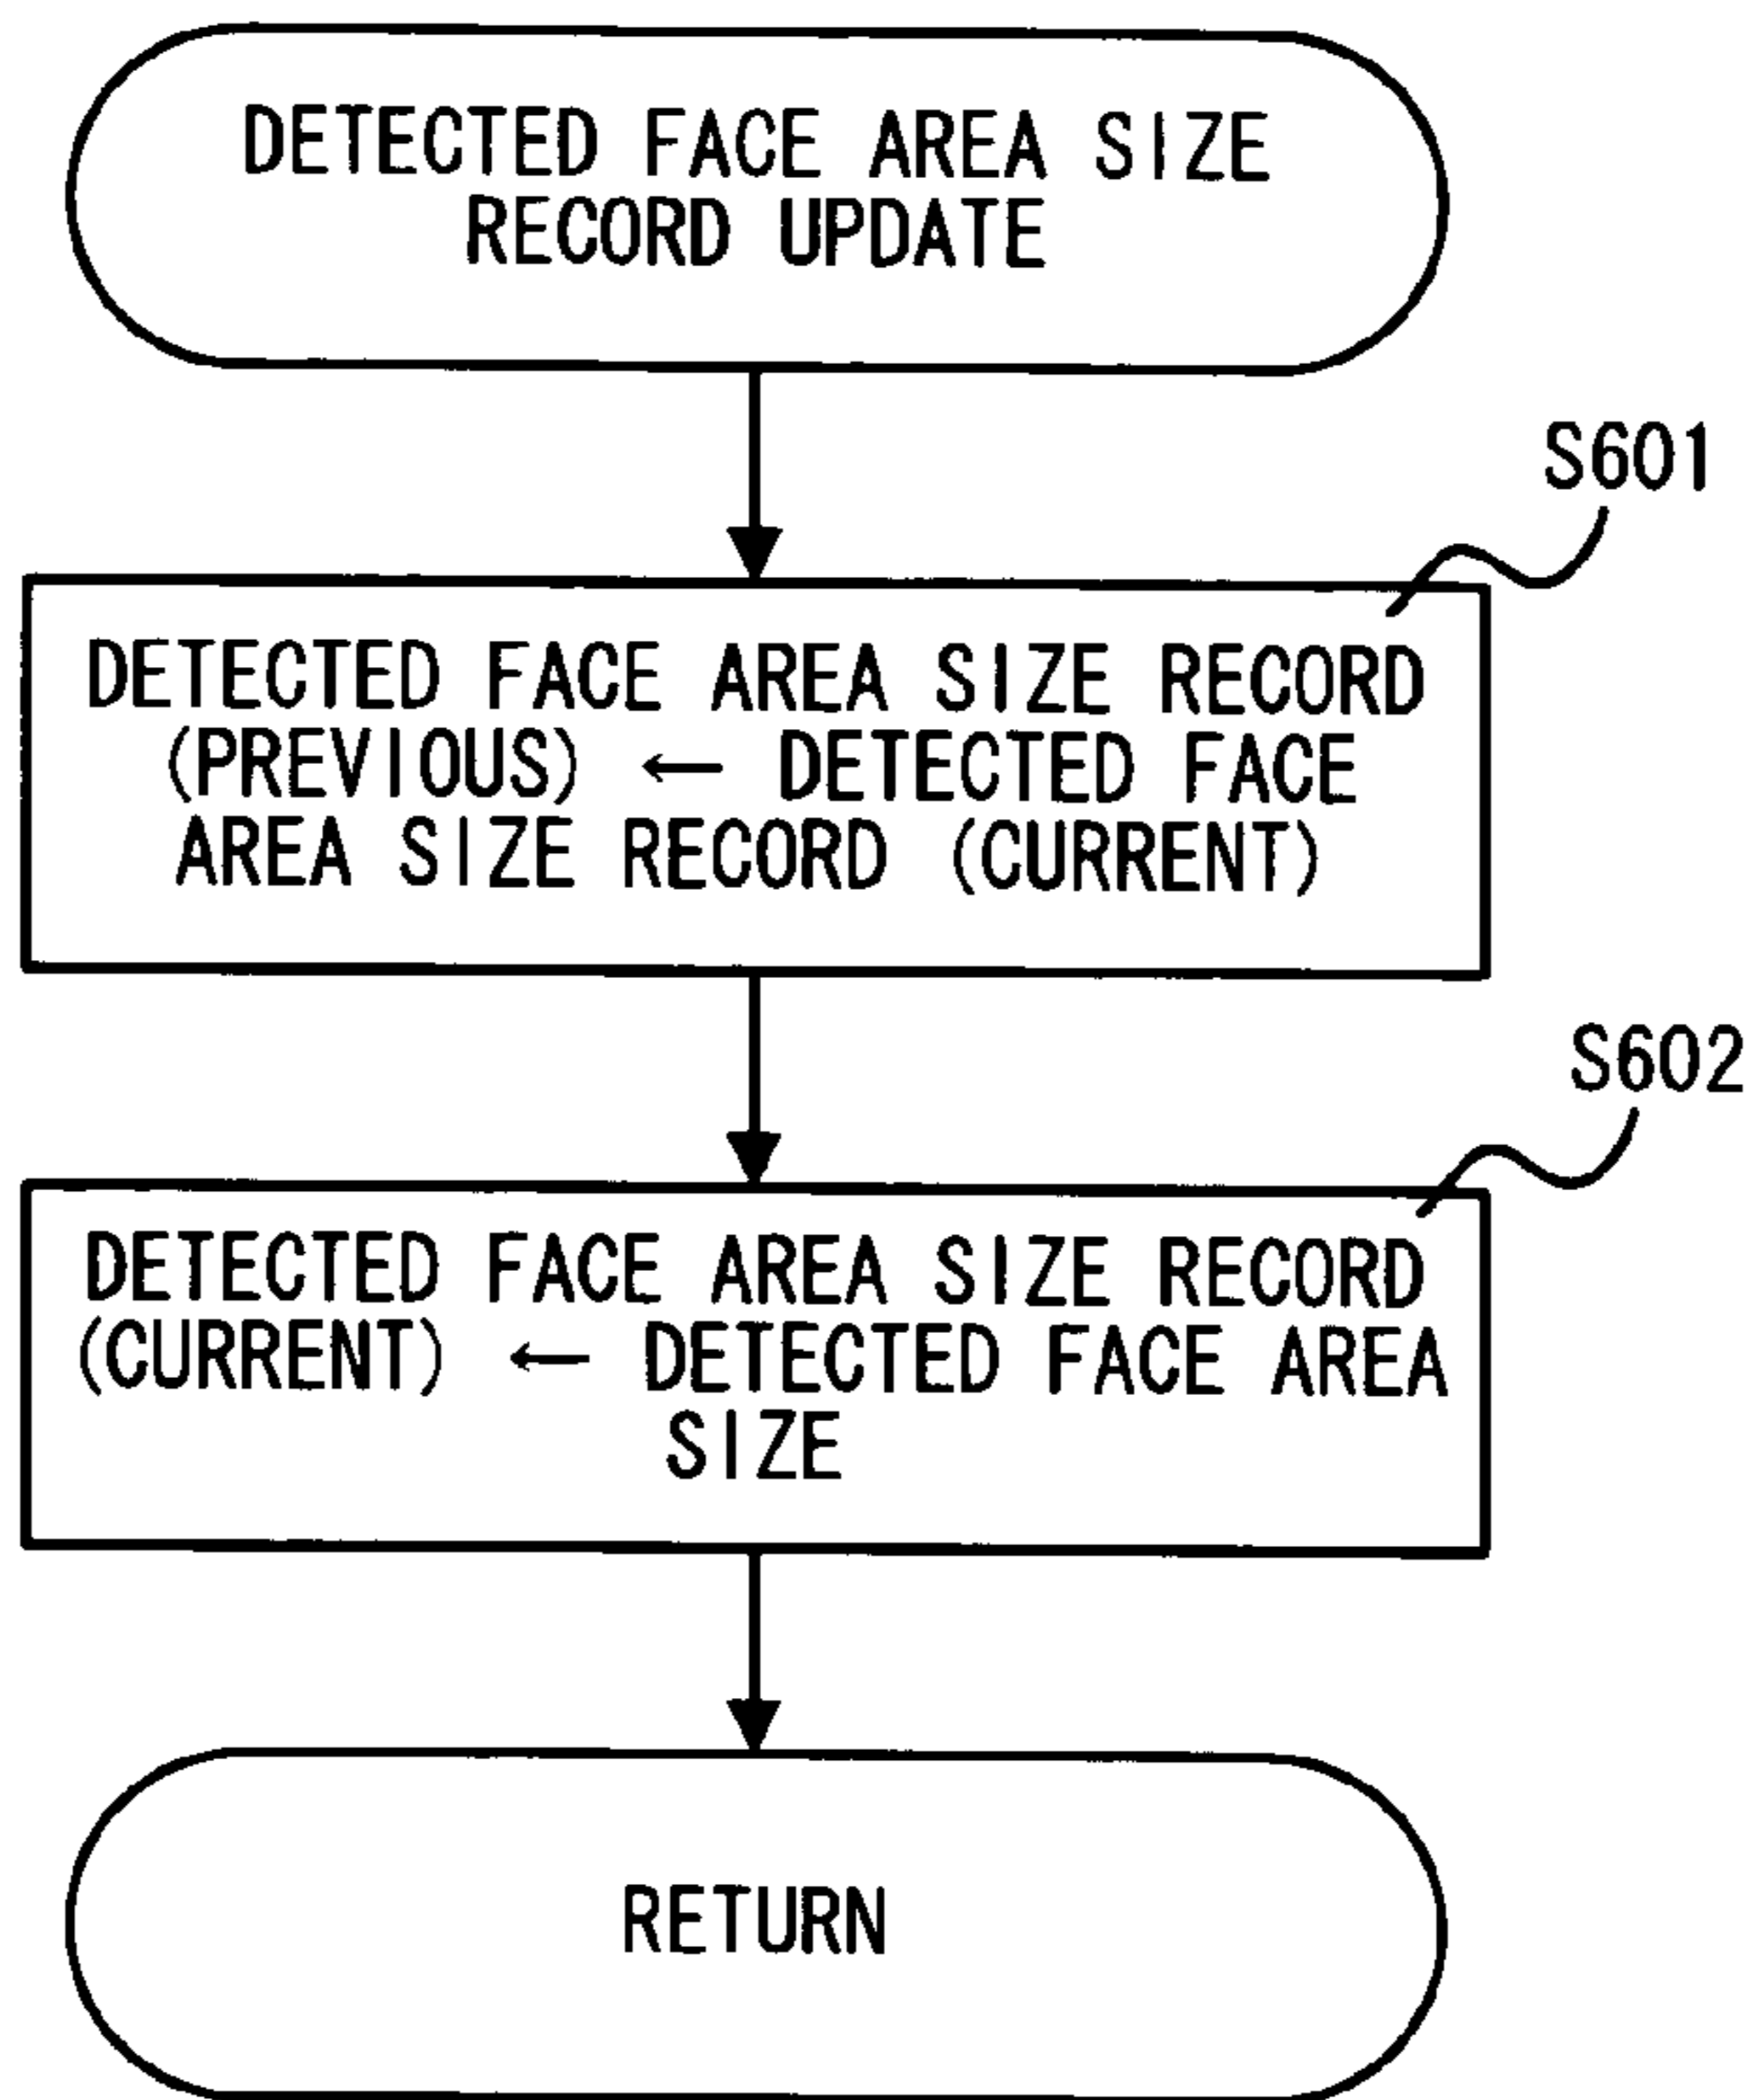 DETECTED FACE AREA SIZE
RECORD UPDATE
S601
DETECTED FACE AREA SIZE RECORD
(PREVIOUS) ← DETECTED FACE
AREA SIZE RECORD (CURRENT)
S602
DETECTED FACE AREA SIZE RECORD
(CURRENT) ← DETECTED FACE AREA
SIZE
RETURN